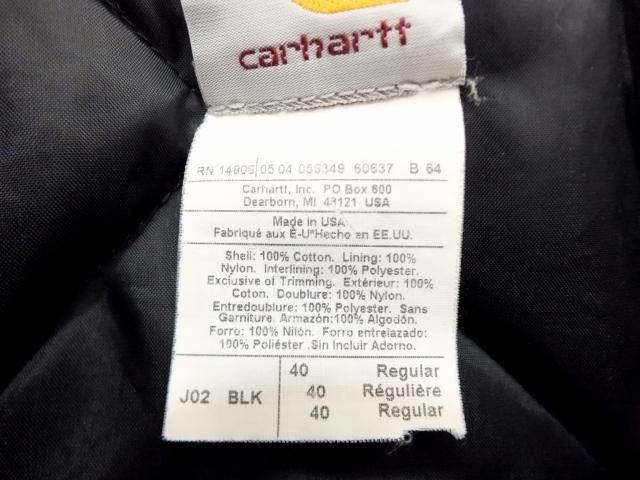 carhartt
RN 14806 05 04 056349 60637 B 64
Carhartt, Inc. PO Box 600
Dearborn, MI 48121 USA
Made in USA
Fabriqué aux E-U*Hecho en EE.UU.
Shell: 100% Cotton. Lining: 100%
Nylon. Interlining: 100% Polyester.
Exclusive of Trimming. Extérieur: 100%
Coton. Doublure: 100% Nylon.
Entredoublure: 100% Polyester. Sans
Garniture. Armazón:100% Algodón.
Forro: 100% Nilón. Forro entrelazado:
100% Poliéster .Sin Incluir Adorno.
J02 BLK
40 Regular
40 Régulière
40 Regular